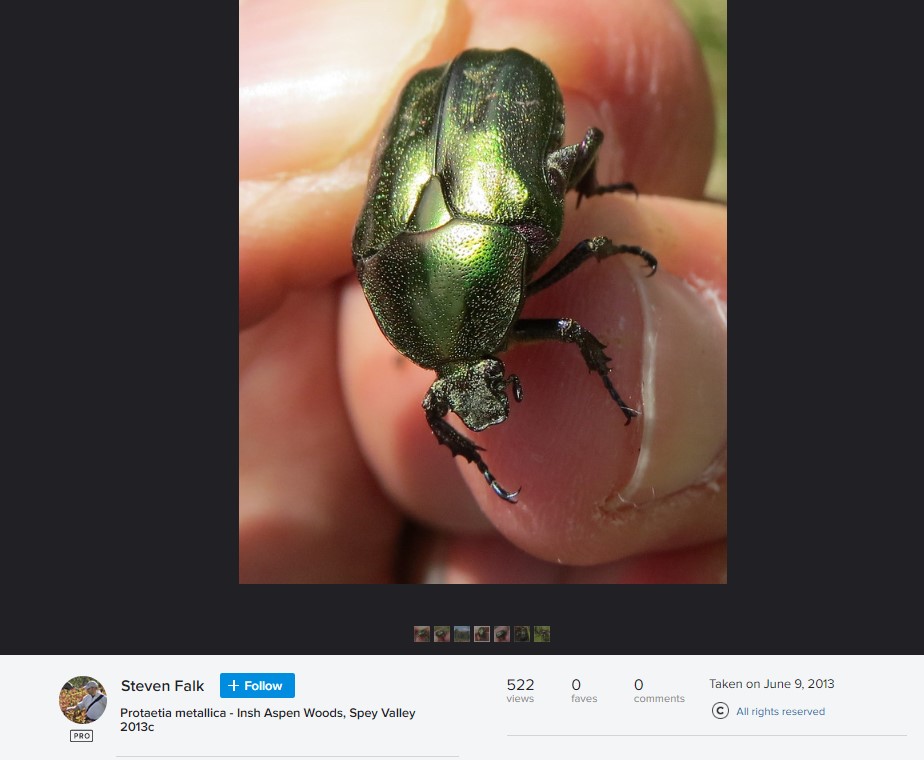 Steven Falk
+ Follow
PRO
Protaetia metallica - Insh Aspen Woods, Spey Valley
2013c
522
views
0
faves
0
comments
Taken on June 9, 2013
© All rights reserved